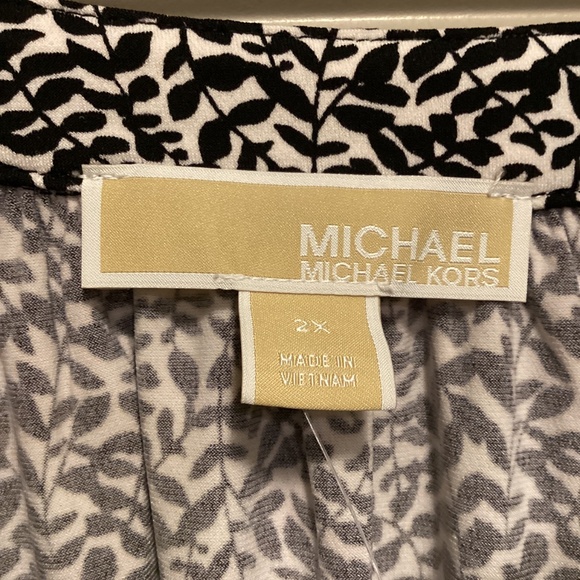 MICHAEL
MICHAEL KORS
2X
MADE IN
VIETNAM